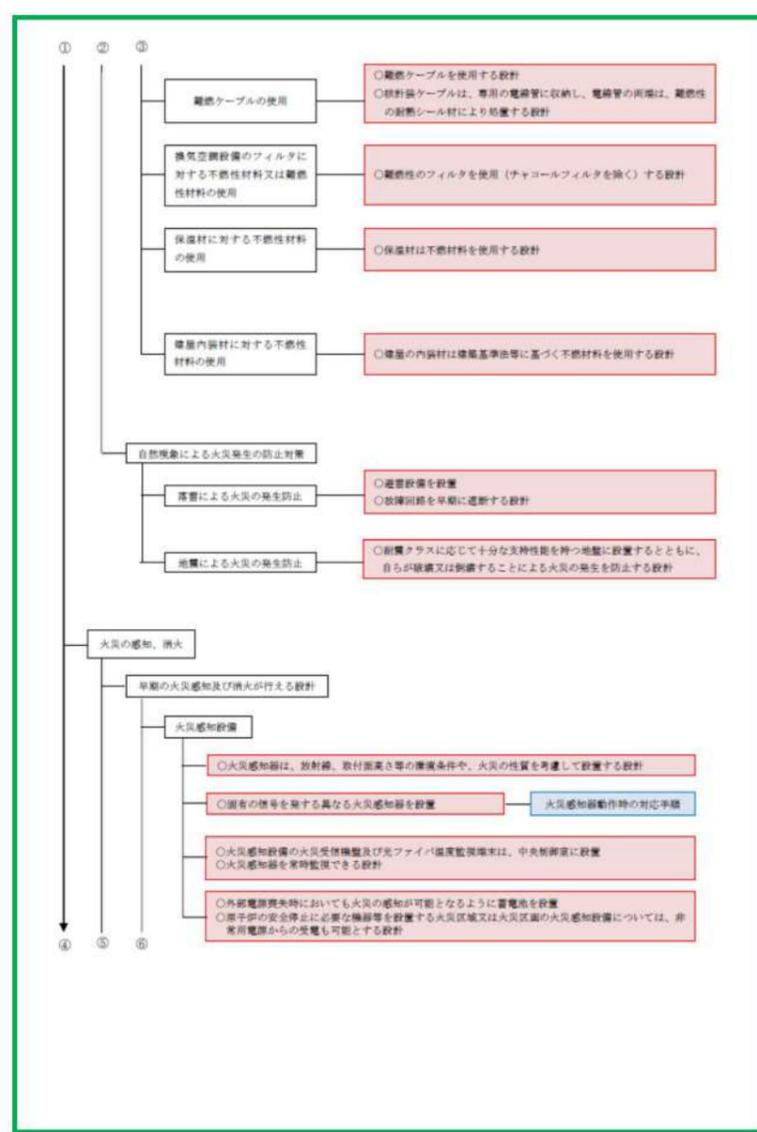 ① ② ③
難燃ケーブルの使用
○難燃ケーブルを使用する設計
○核計装ケーブルは、専用の電線管に収納し、電線管の両端は、難燃性
の耐熱シール材により処置する設計
換気空調設備のフィルタに
対する不燃性材料又は難燃
性材料の使用
○難燃性のフィルタを使用（チャコールフィルタを除く）する設計
保温材に対する不燃性材料
の使用
○保温材は不燃材料を使用する設計
建屋内装材に対する不燃性
材料の使用
○建屋の内装材は建築基準法等に基づく不燃材料を使用する設計
自然現象による火災発生の防止対策
落雷による火災の発生防止
○避雷設備を設置
○故障回路を早期に遮断する設計
地震による火災の発生防止
○耐震クラスに応じて十分な支持性能を持つ地盤に設置するとともに、
自らが破壊又は倒壊することによる火災の発生を防止する設計
火災の感知、消火
早期の火災感知及び消火が行える設計
火災感知設備
○火災感知器は、放射線、取付面高さ等の環境条件や、火災の性質を考慮して設置する設計
○固有の信号を発する異なる火災感知器を設置
火災感知器動作時の対応手順
○火災感知設備の火災受信機盤及び光ファイバ温度監視端末は、中央制御室に設置
○火災感知器を常時監視できる設計
○外部電源喪失時においても火災の感知が可能となるように蓄電池を設置
○原子炉の安全停止に必要な機器等を設置する火災区域又は火災区画の火災感知設備については、非
常用電源からの受電も可能とする設計
④ ⑤ ⑥